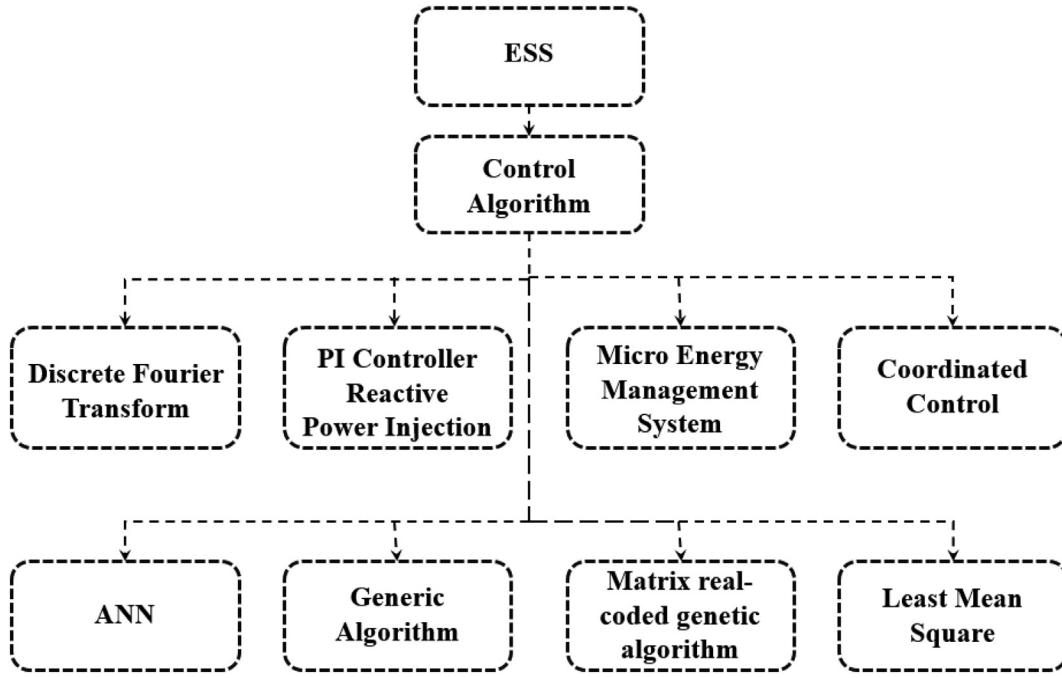 ESS
Control
Algorithm
Discrete Fourier
Transform
PI Controller
Reactive
Power Injection
Micro Energy
Management
System
Coordinated
Control
ANN
Generic
Algorithm
Matrix real-
coded genetic
algorithm
Least Mean
Square